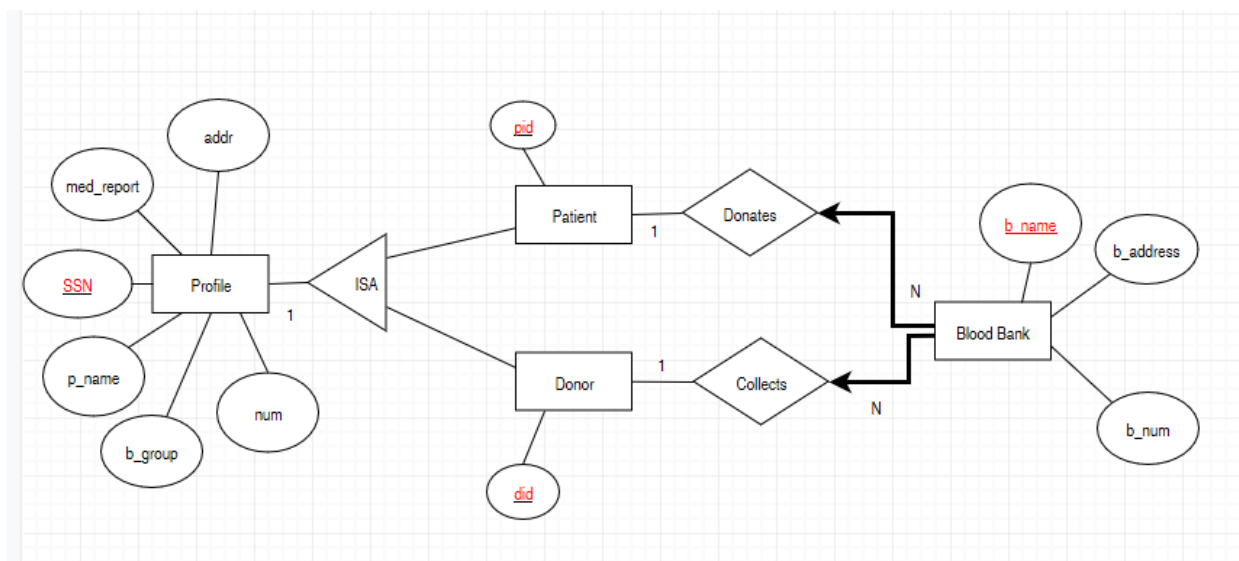 addr
pid
med_report
Patient
Donates
1
b_name
b_address
SSN
Profile
ISA
N
1
Blood Bank
p_name
1
Donor
Collects
N
num
b_group
b_num
did